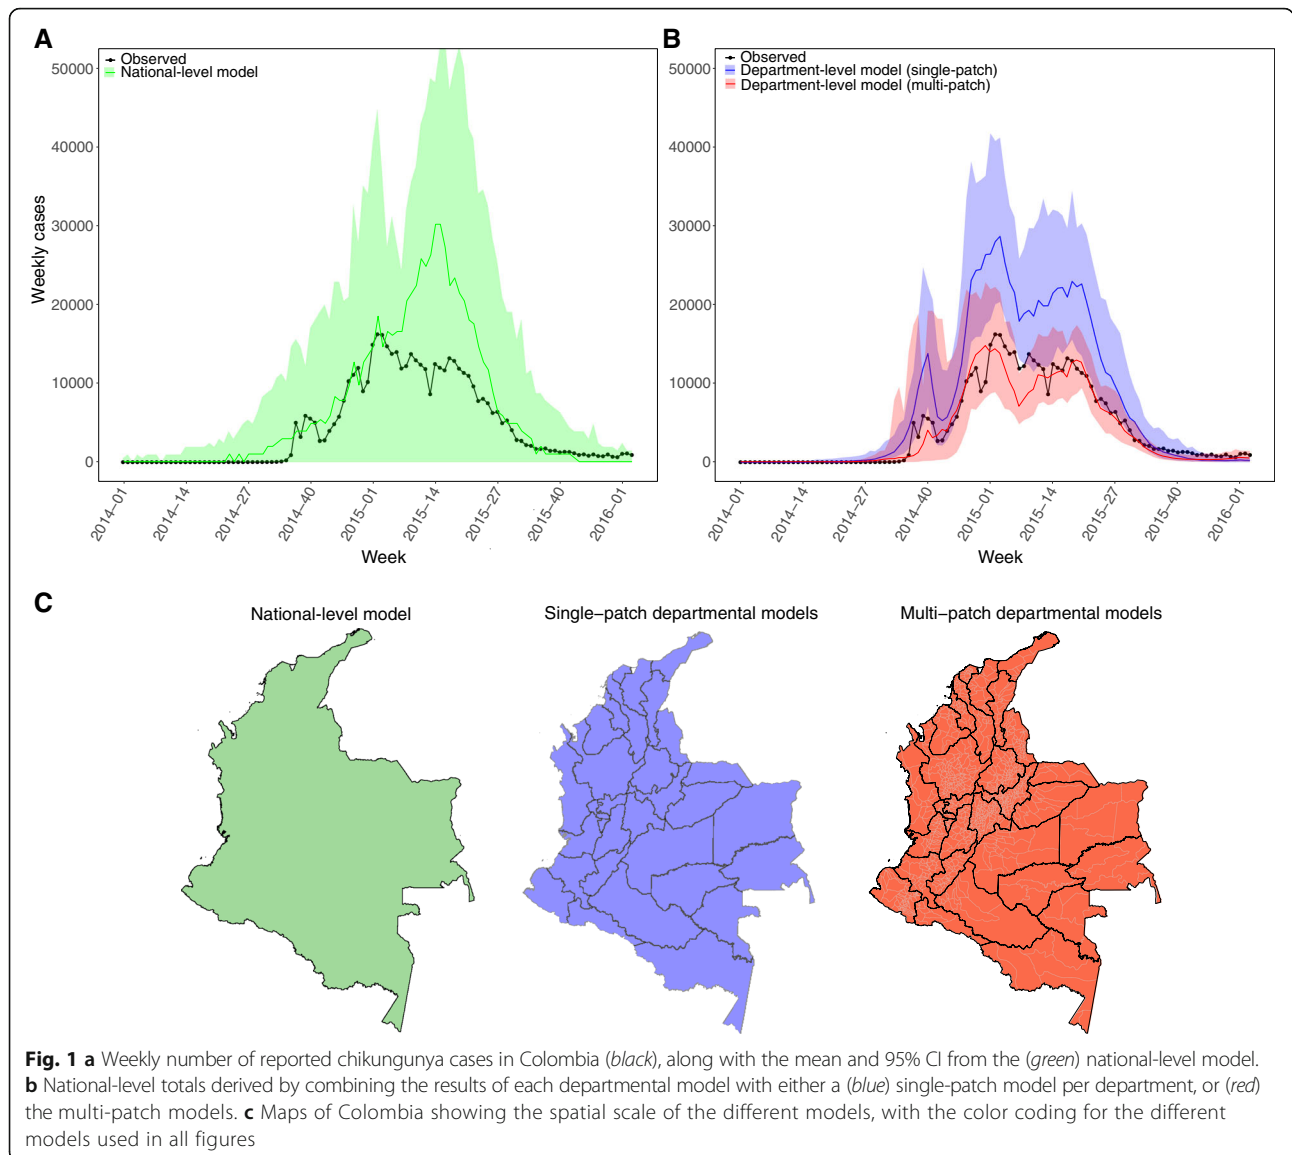 A
Observed
National-level model
50000
40000
30000
20000
10000
0
Weekly cases
2014−01
2014−14
2014−27
2014−40
2015−01
2015−14
2015−27
2015−40
2016−01
Week
B
Observed
Department-level model (single-patch)
Department-level model (multi-patch)
50000
40000
30000
20000
10000
0
2014−01
2014−14
2014−27
2014−40
2015−01
2015−14
2015−27
2015−40
2016−01
Week
C
National-level model
Single−patch departmental models
Multi−patch departmental models
Fig. 1 a Weekly number of reported chikungunya cases in Colombia (black), along with the mean and 95% CI from the (green) national-level model.
b National-level totals derived by combining the results of each departmental model with either a (blue) single-patch model per department, or (red)
the multi-patch models. c Maps of Colombia showing the spatial scale of the different models, with the color coding for the different
models used in all figures